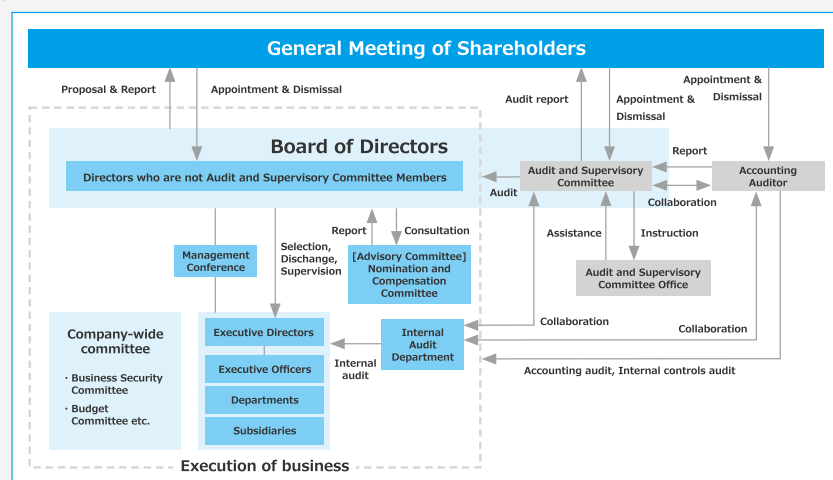 General Meeting of Shareholders
Proposal & Report
Appointment & Dismissal
Audit report
Appointment &
Dismissal
Appointment &
Dismissal
Board of Directors
Directors who are not Audit and Supervisory Committee Members
Audit
Audit and Supervisory
Committee
Report
Collaboration
Accounting
Auditor
Management
Conference
Selection,
Dischange,
Supervision
Report
Consultation
[Advisory Committee]
Nomination and
Compensation
Committee
Assistance
Instruction
Audit and Supervisory
Committee Office
Company-wide
committee
・Business Security
Committee
・Budget
Committee etc.
Executive Directors
Executive Officers
Departments
Subsidiaries
Internal
audit
Internal
Audit
Department
Collaboration
Collaboration
Accounting audit, Internal controls audit
Execution of business